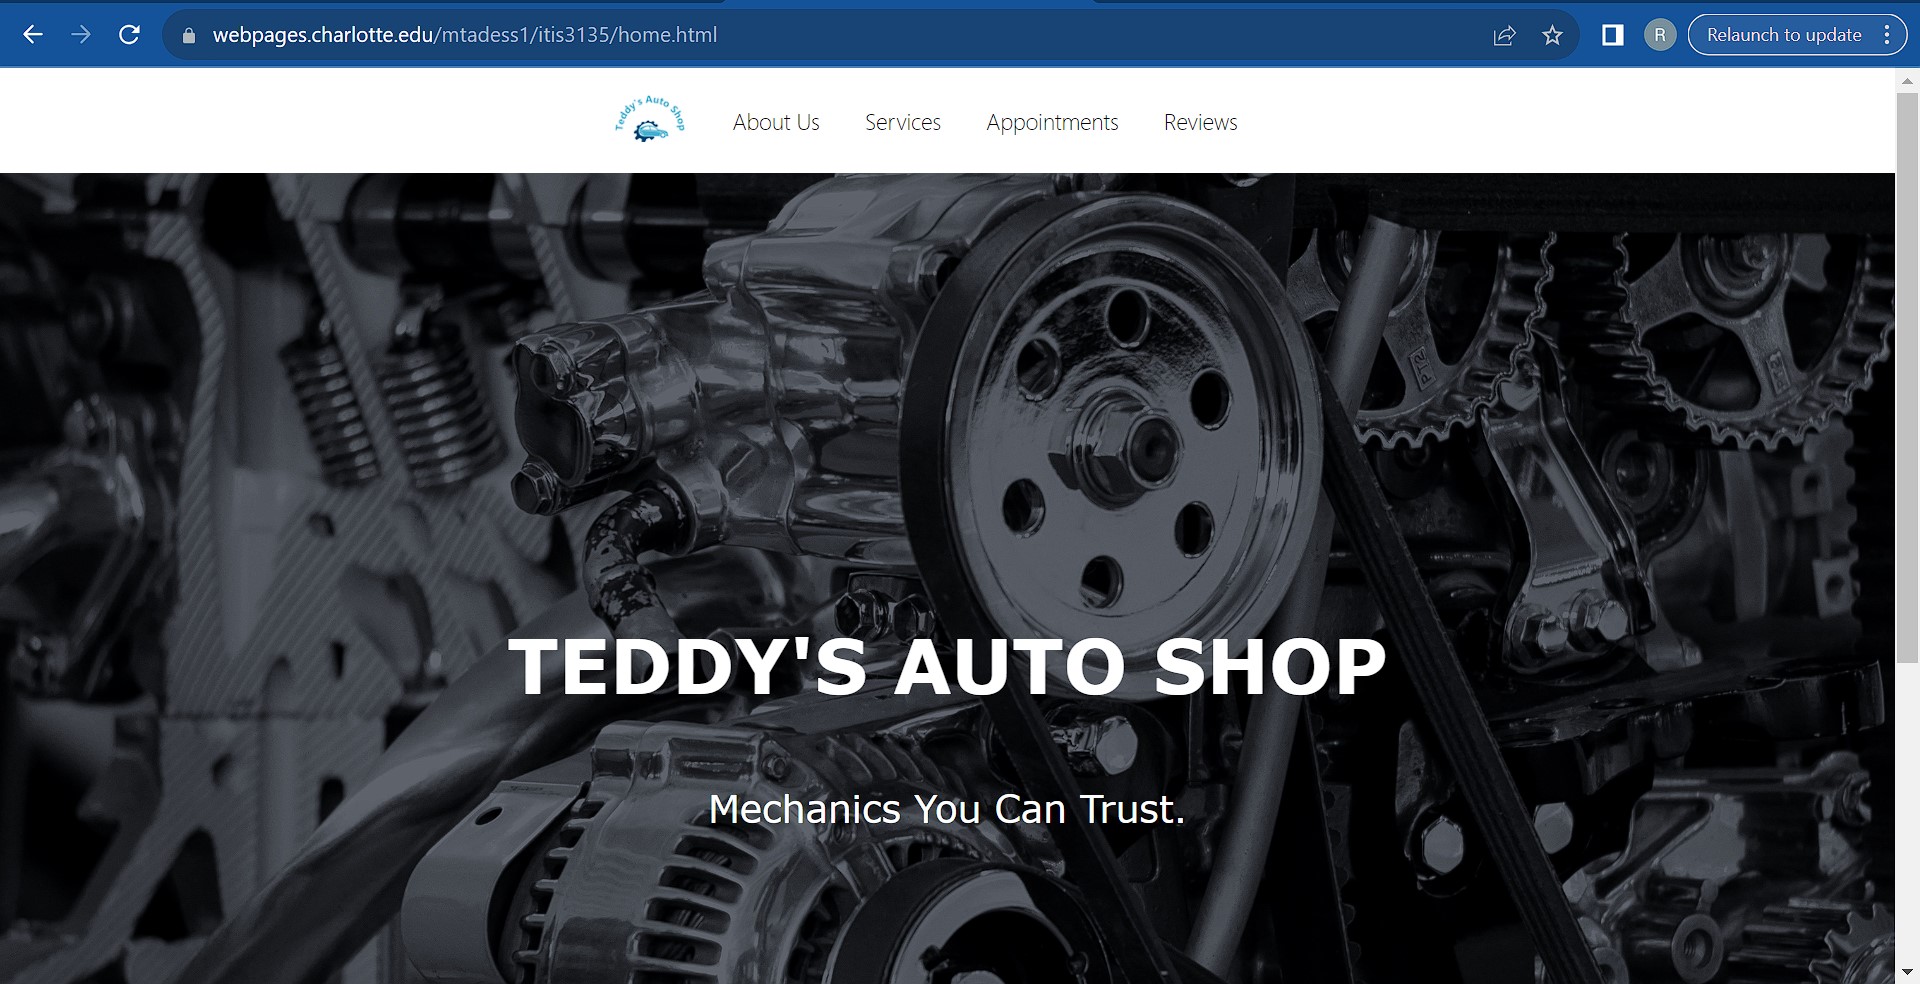 webpages.charlotte.edu/mtadess1/itis3135/home.html
R
Relaunch to update
Teddy's Auto Shop
About Us
Services
Appointments
Reviews
PT2
TEDDY'S AUTO SHOP
Mechanics You Can Trust.